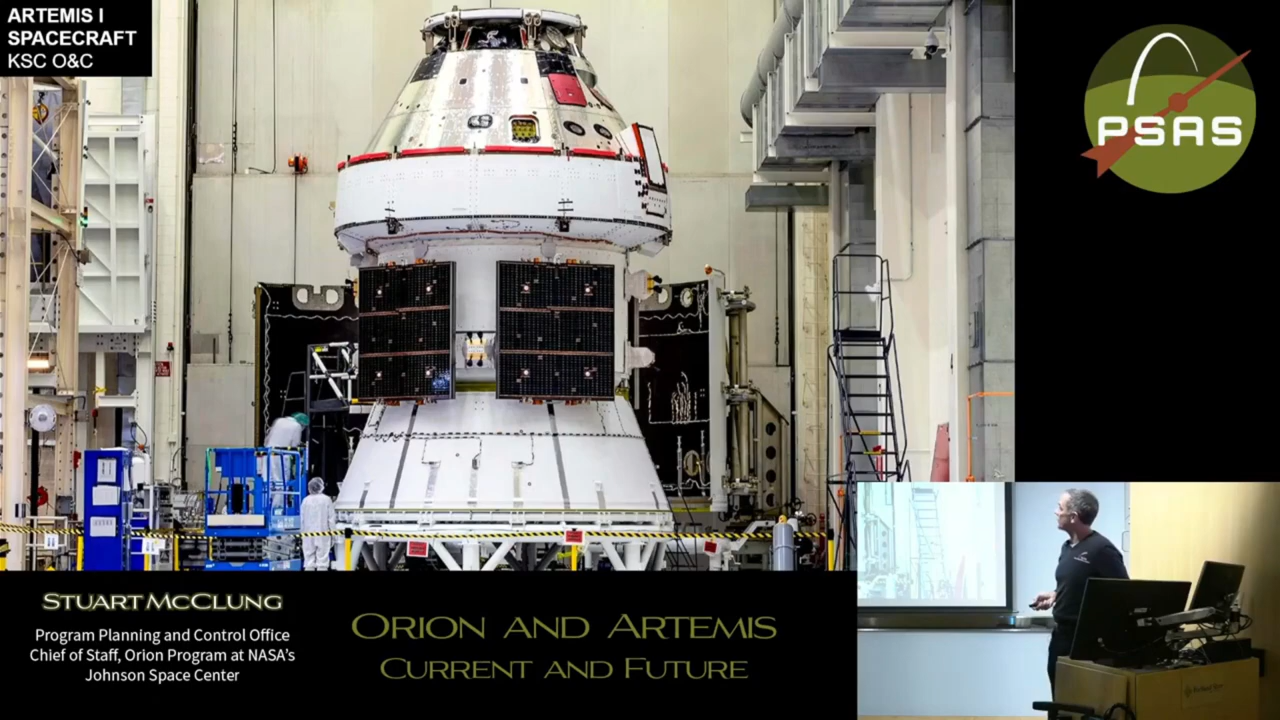 ARTEMIS I
SPACECRAFT
KSC O&C
PSAS
STUART MCCLUNG
Program Planning and Control Office
Chief of Staff, Orion Program at NASA's
Johnson Space Center
ORION AND ARTEMIS
CURRENT AND FUTURE